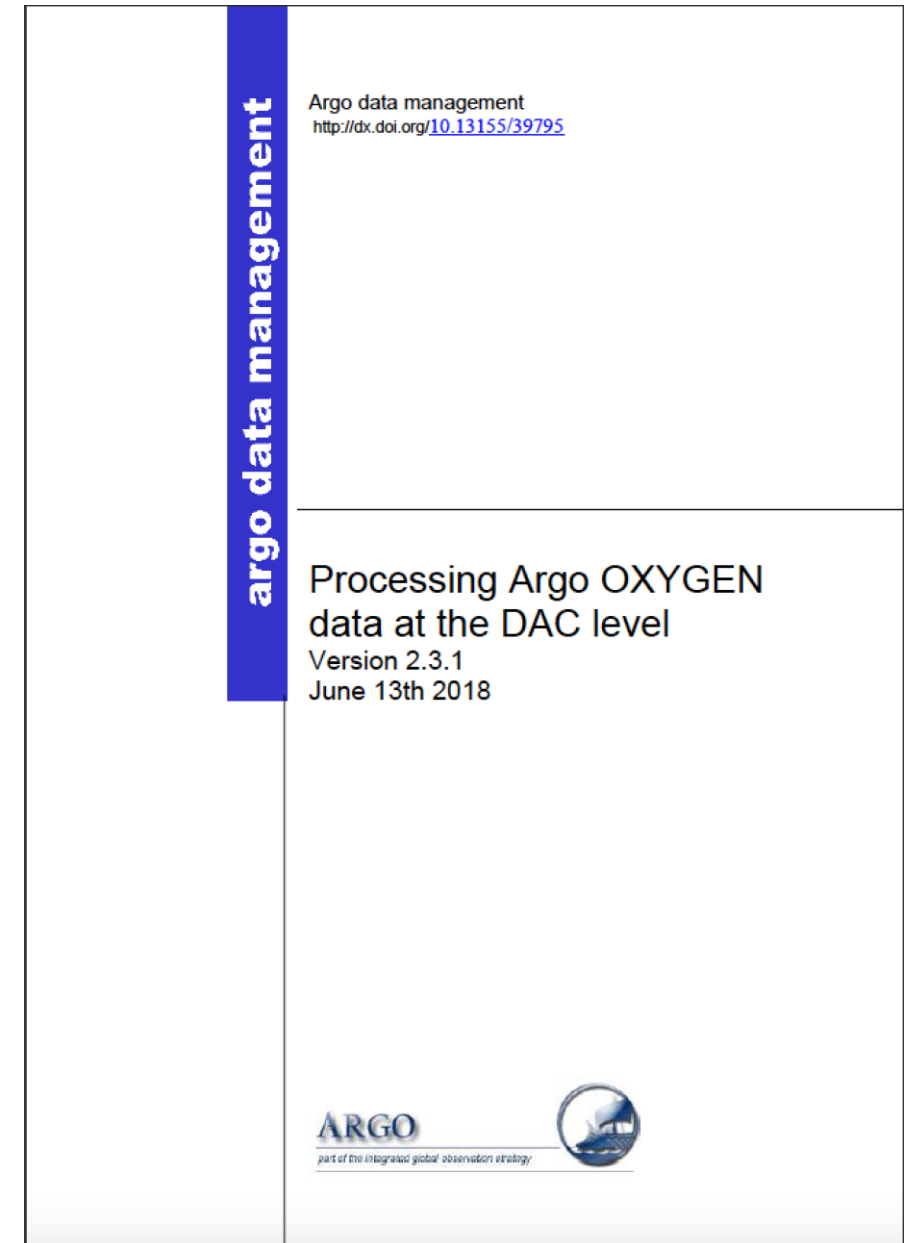 argo data management
Argo data management
http://dx.doi.org/10.13155/39795
Processing Argo OXYGEN
data at the DAC level
Version 2.3.1
June 13th 2018
ARGO
part of the integrated global observation strategy